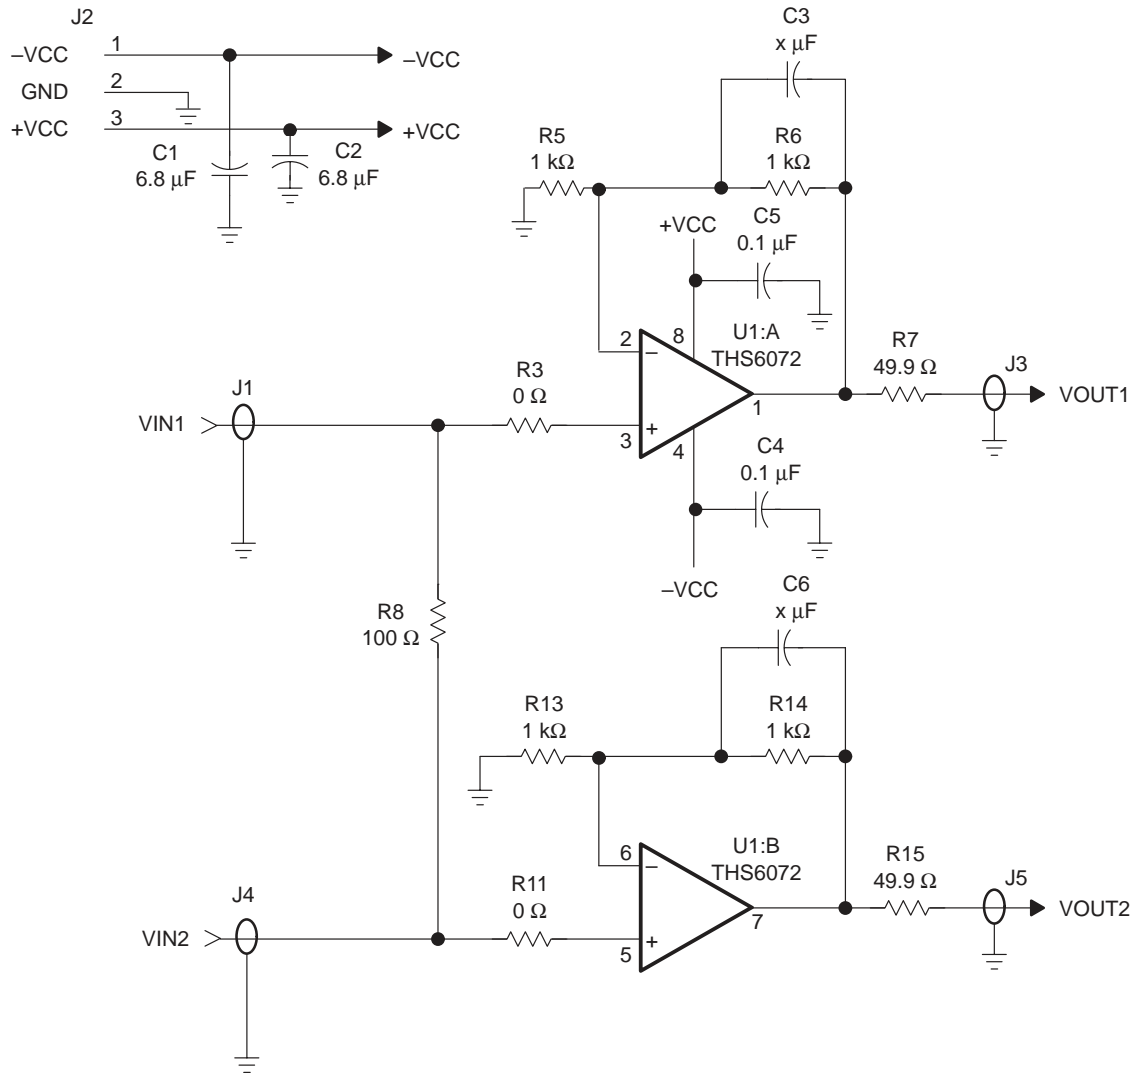 J2
–VCC
1
–VCC
GND
2
+VCC
3
+VCC
C1
6.8 µF
C2
6.8 µF
C3
x µF
R5
1 kΩ
R6
1 kΩ
+VCC
C5
0.1 µF
2
–
8
U1:A
THS6072
1
3
+
4
R3
0 Ω
J1
VIN1
R7
49.9 Ω
J3
VOUT1
C4
0.1 µF
–VCC
R8
100 Ω
C6
x µF
R13
1 kΩ
R14
1 kΩ
6
–
U1:B
THS6072
7
5
+
R11
0 Ω
J4
VIN2
R15
49.9 Ω
J5
VOUT2